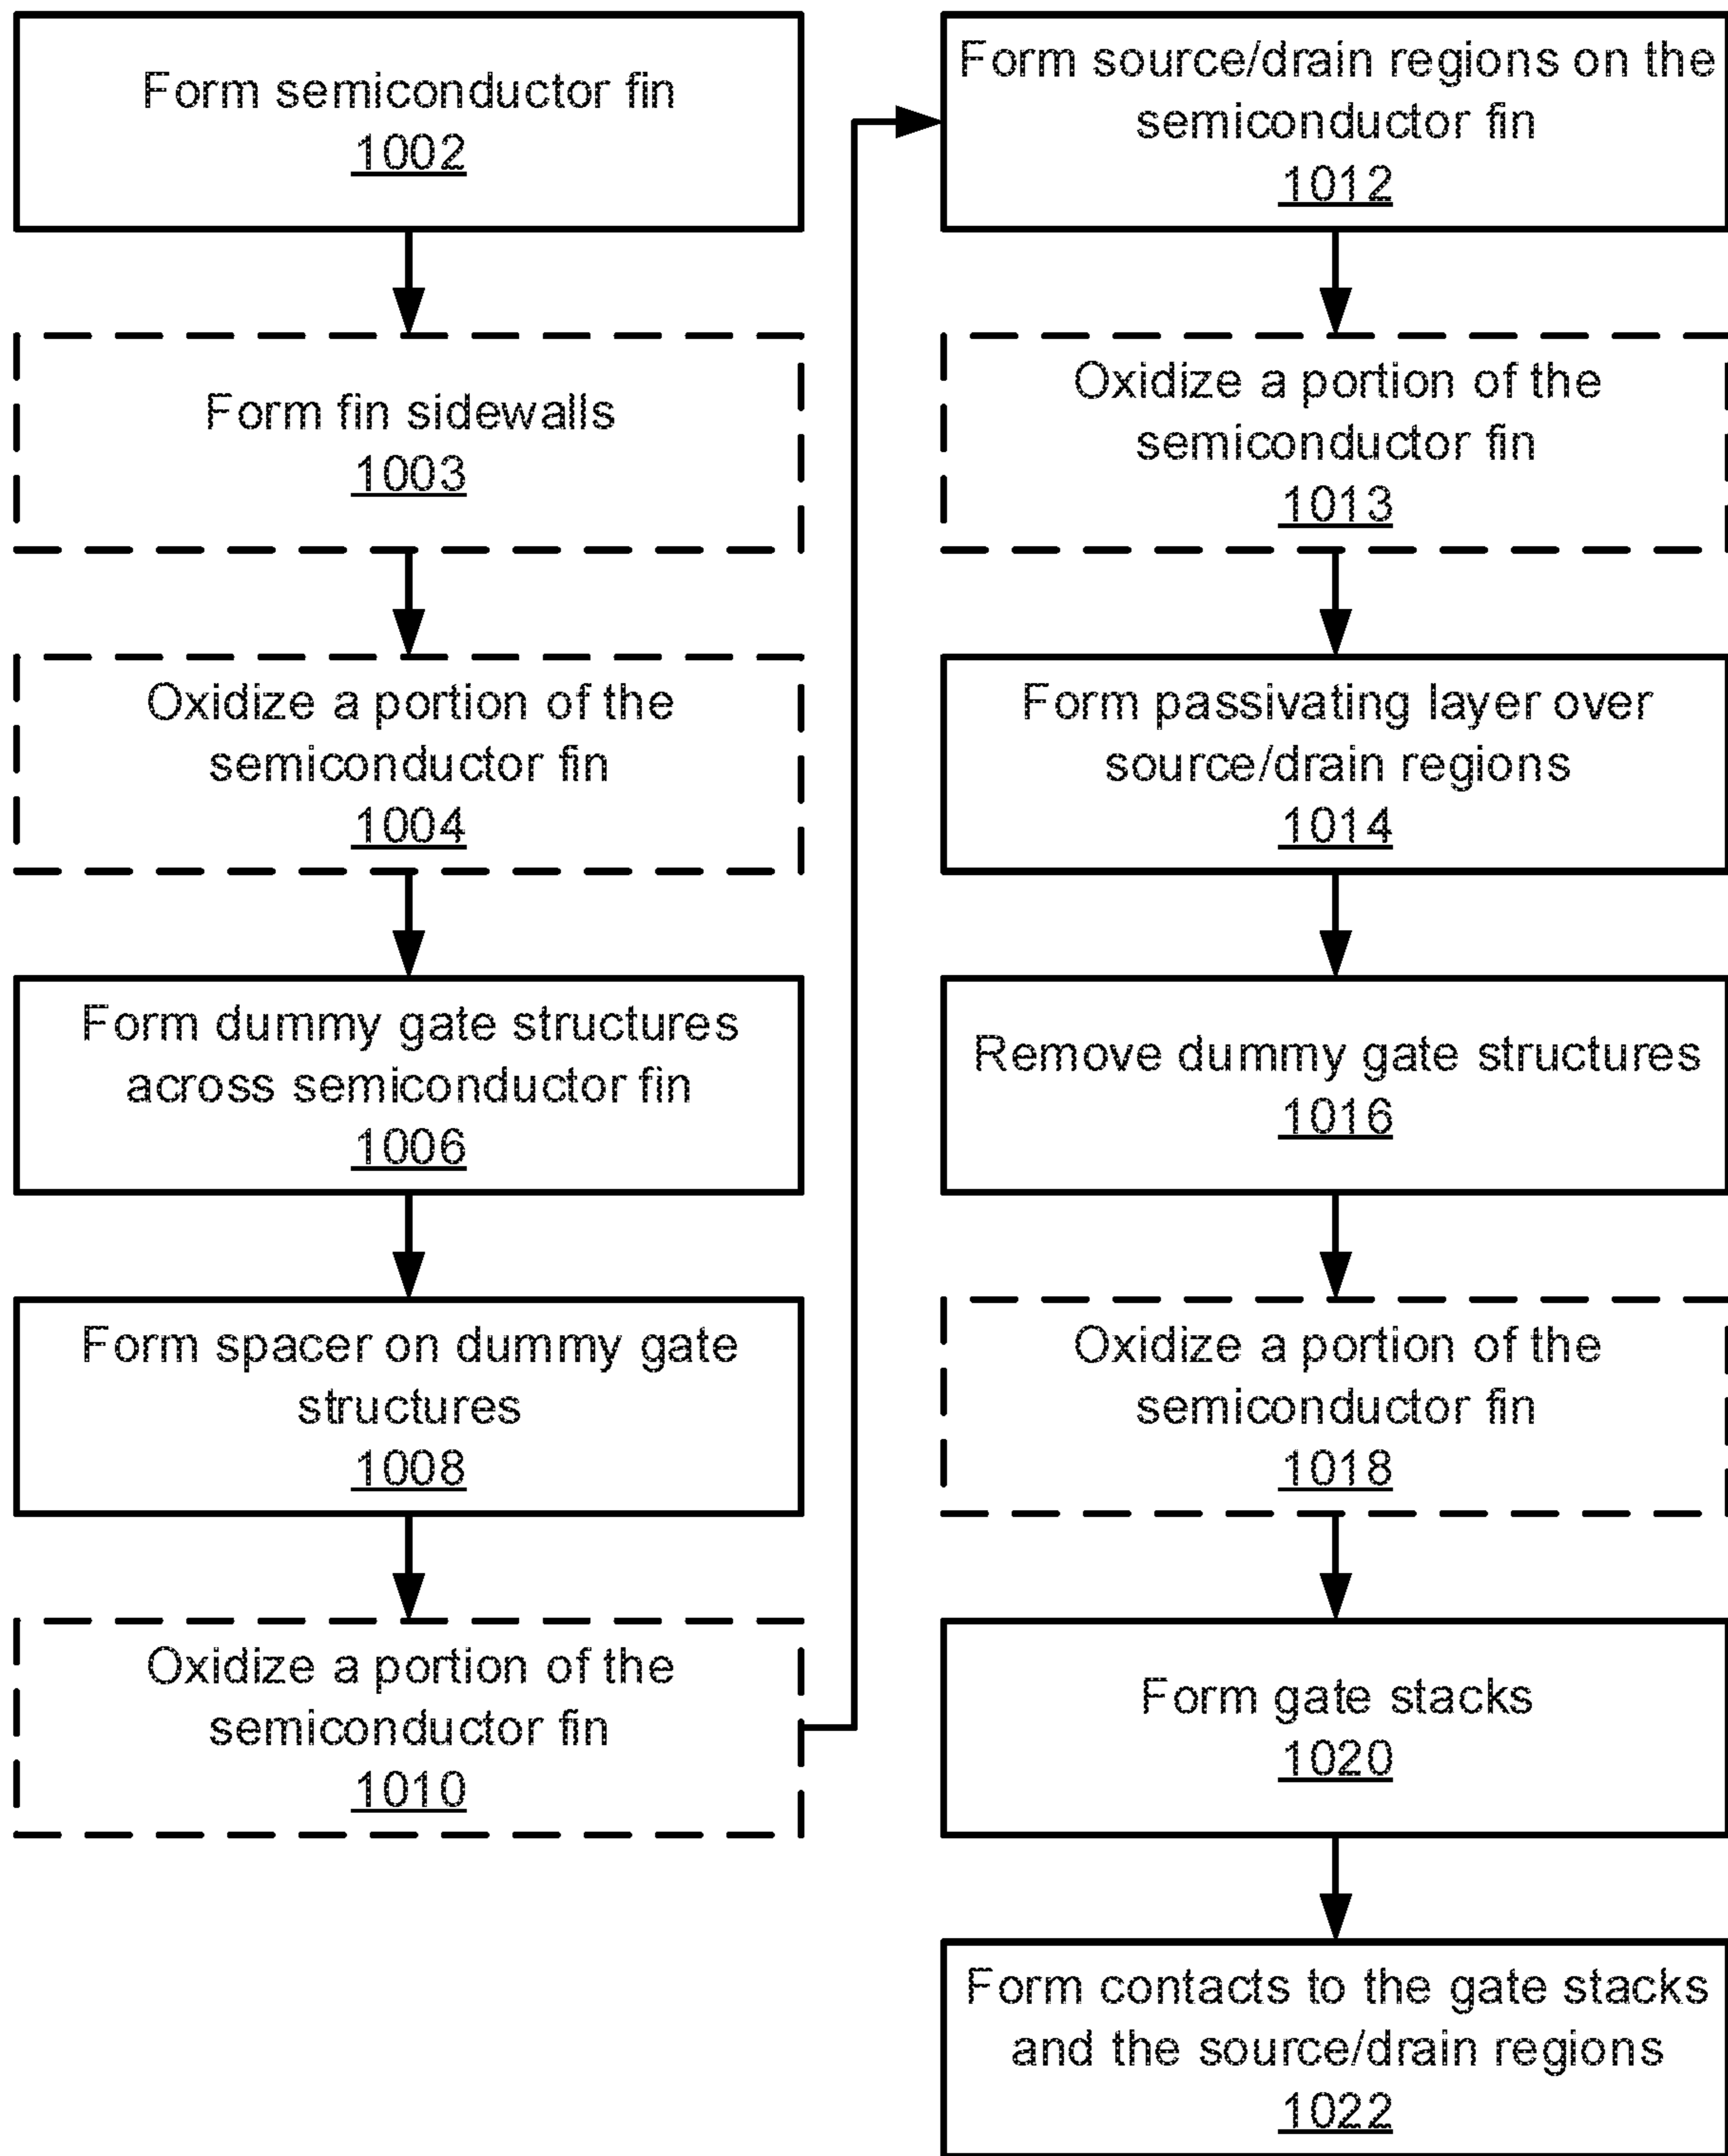 Form semiconductor fin
1002
Form fin sidewalls
1003
Oxidize a portion of the
semiconductor fin
1004
Form dummy gate structures
across semiconductor fin
1006
Form spacer on dummy gate
structures
1008
Oxidize a portion of the
semiconductor fin
1010
Form source/drain regions on the
semiconductor fin
1012
Oxidize a portion of the
semiconductor fin
1013
Form passivating layer over
source/drain regions
1014
Remove dummy gate structures
1016
Oxidize a portion of the
semiconductor fin
1018
Form gate stacks
1020
Form contacts to the gate stacks
and the source/drain regions
1022